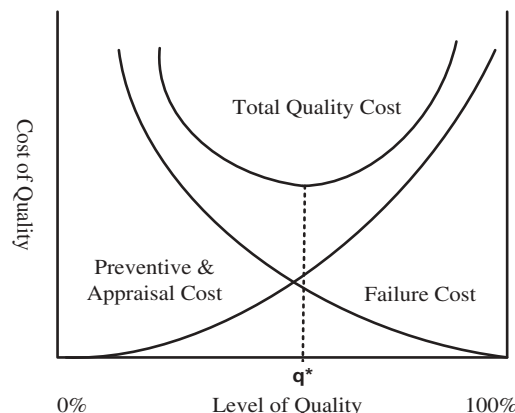 Total Quality Cost
Cost of Quality
Preventive &
Appraisal Cost
Failure Cost
q*
0%
Level of Quality
100%